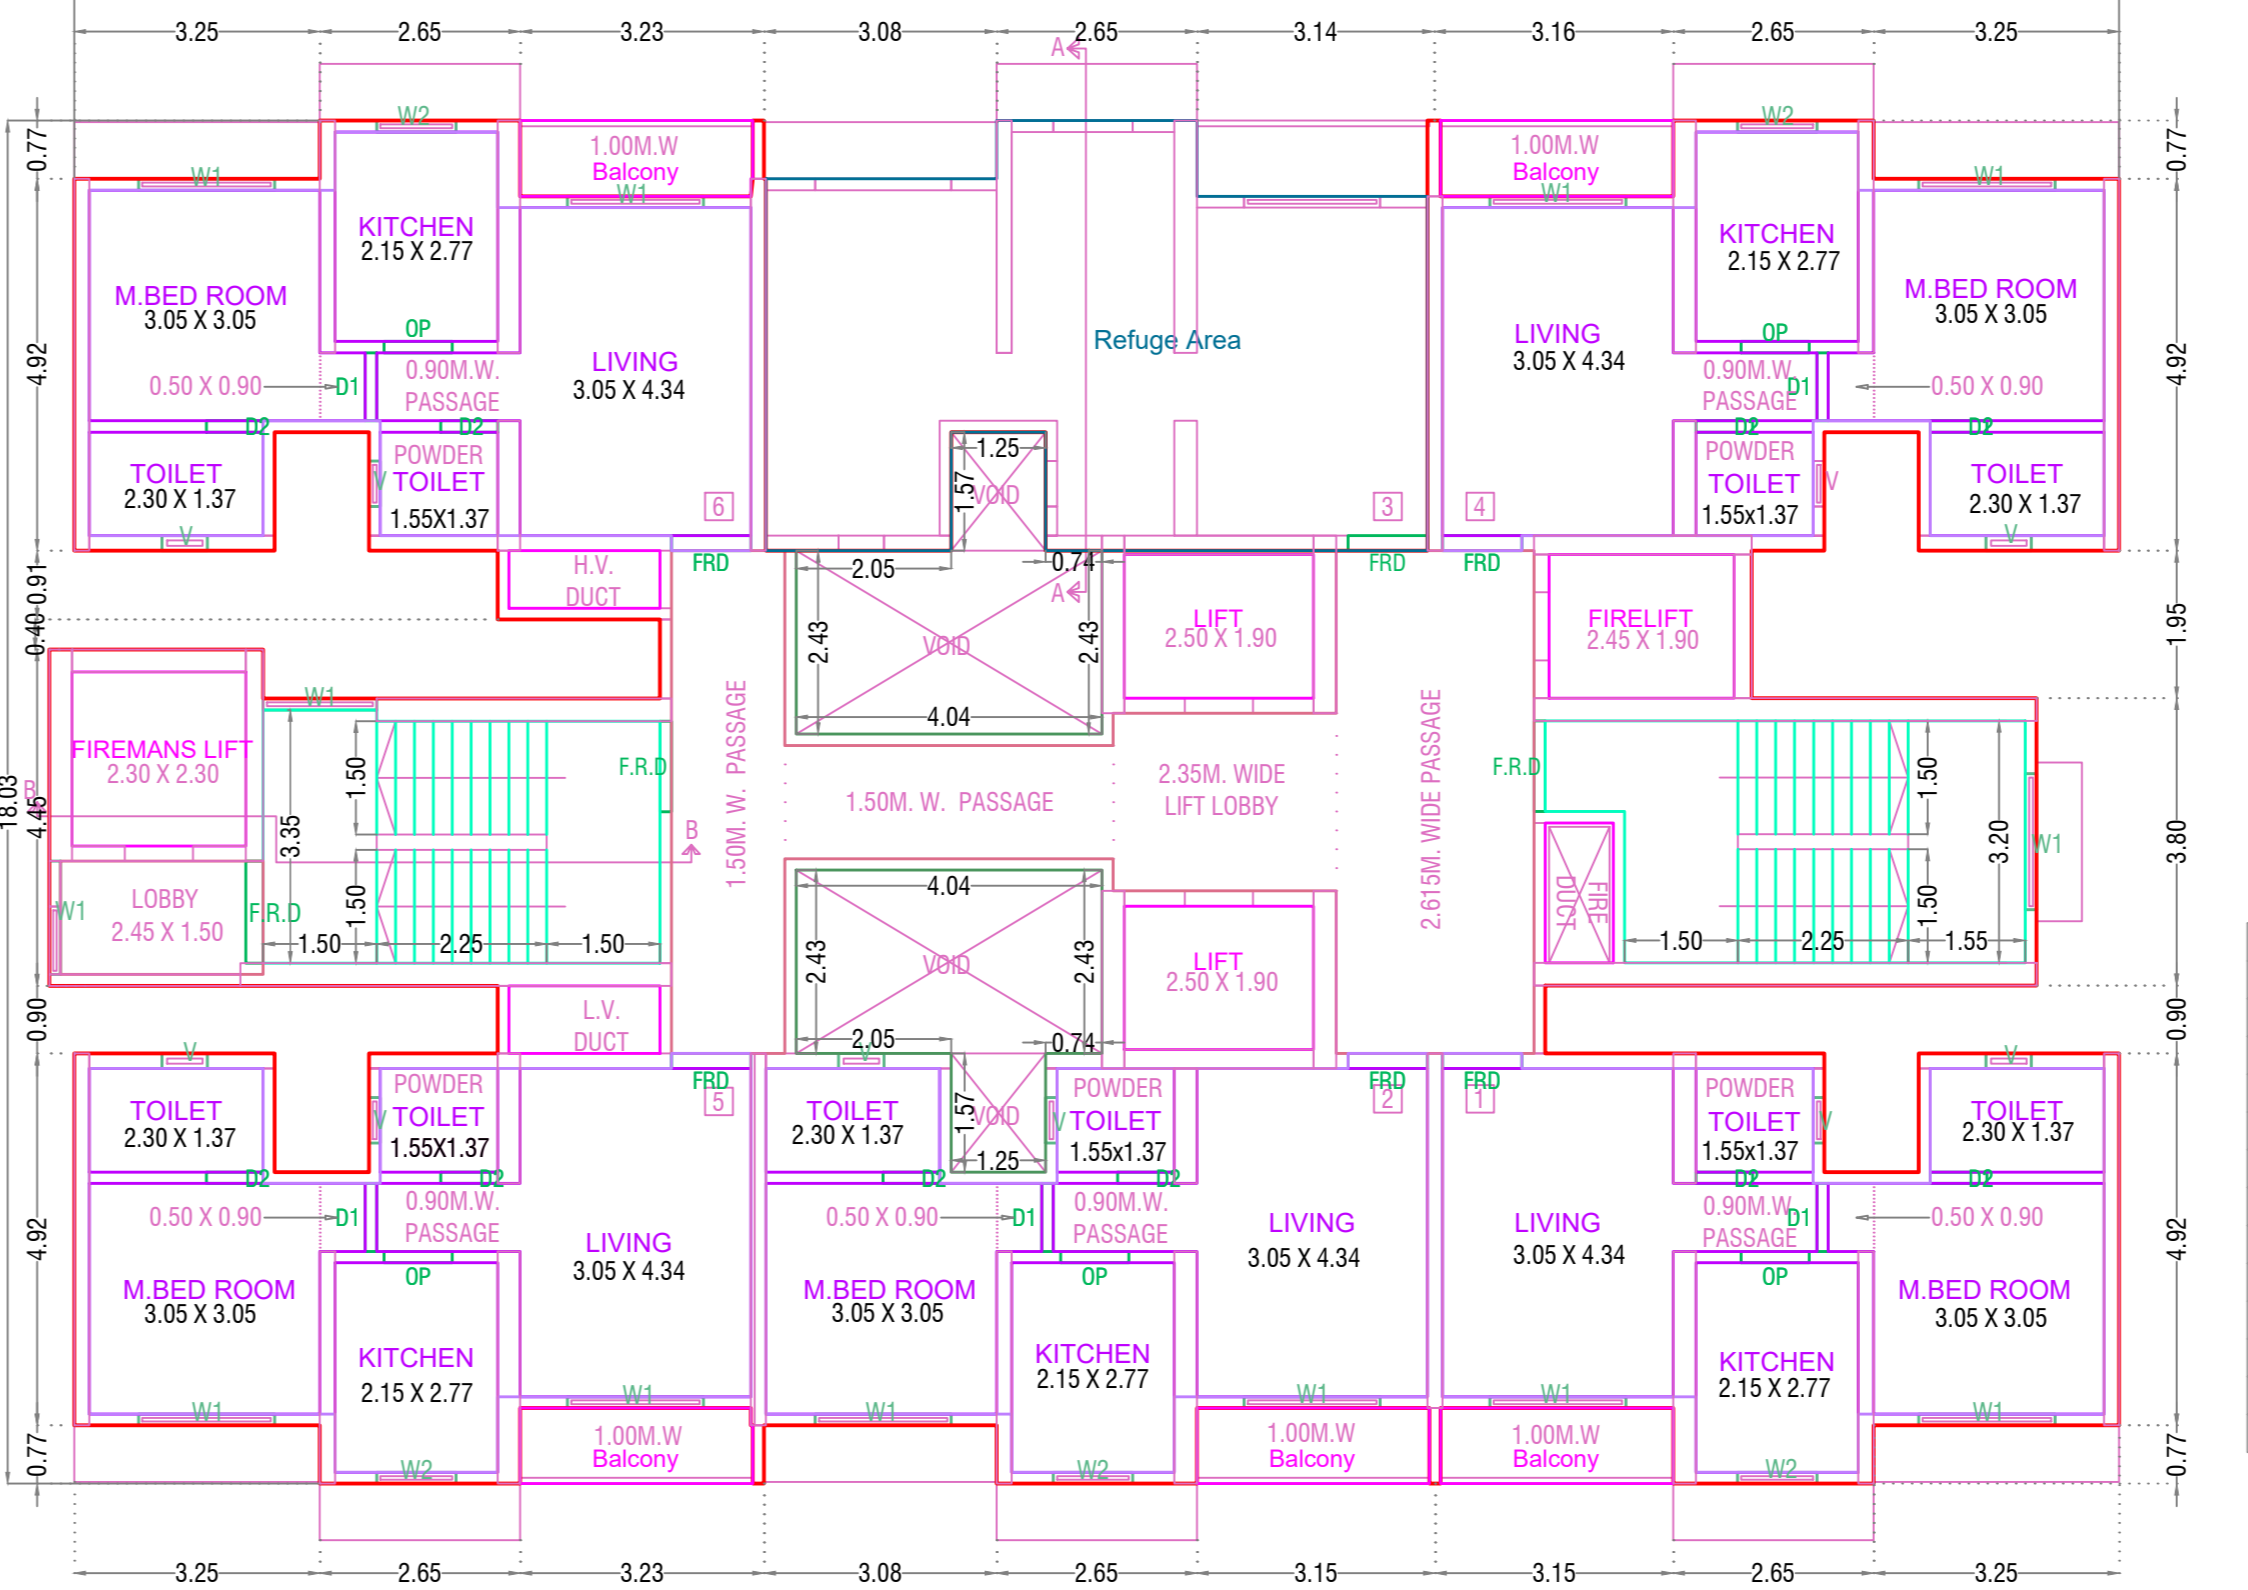 3.25 2.65 3.23 3.08 2.65 3.14 3.16 2.65 3.25
A
W2 W2
0.77 1.00M.W 1.00M.W 0.77
Balcony Balcony
W1 W1 W1 W1
KITCHEN KITCHEN
2.15 X 2.77 2.15 X 2.77
M.BED ROOM M.BED ROOM
3.05 X 3.05 3.05 X 3.05
OP Refuge Area LIVING OP
4.92 LIVING 3.05 X 4.34 4.92
3.05 X 4.34
0.90M.W. 0.90M.W.
0.50 X 0.90 D1 D1 0.50 X 0.90
PASSAGE PASSAGE
D2 D2 D2 D2
POWDER 1.25 POWDER
TOILET TOILET TOILET TOILET
2.30 X 1.37 V 1.57 VOID V 2.30 X 1.37
1.55X1.37 6 3 4 1.55x1.37
V V
H.V. FRD 2.05 0.74 FRD FRD
0.91 DUCT A
0.40 LIFT FIRELIFT 1.95
2.43 VOID 2.43 2.50 X 1.90 2.45 X 1.90
W1
4.04
FIREMANS LIFT 1.50 F.R.D F.R.D 1.50
2.30 X 2.30 2.35M. WIDE
B 1.50M. W. PASSAGE LIFT LOBBY
18.03 4.45 3.35 B 1.50M. W. PASSAGE 2.615M. WIDE PASSAGE 3.20 W1 3.80
LOBBY 1.50 4.04 FIRE 1.50
W1 2.45 X 1.50 F.R.D DUCT
1.50 2.25 1.50 2.43 VOID 2.43 LIFT 1.50 2.25 1.55
2.50 X 1.90
0.90 L.V. 0.90
DUCT 2.05 0.74
V V V
POWDER FRD POWDER FRD FRD POWDER
TOILET TOILET 5 TOILET 1.57 VOID TOILET 2 1 TOILET TOILET
2.30 X 1.37 V 2.30 X 1.37 V V 2.30 X 1.37
1.55X1.37 1.25 1.55x1.37 1.55x1.37
D2 D2 D2 D2 D2 D2
0.90M.W. 0.90M.W. 0.90M.W.
0.50 X 0.90 D1 0.50 X 0.90 D1 D1 0.50 X 0.90
PASSAGE PASSAGE PASSAGE
4.92 LIVING LIVING LIVING 4.92
3.05 X 4.34 3.05 X 4.34 3.05 X 4.34
OP OP OP
M.BED ROOM M.BED ROOM M.BED ROOM
3.05 X 3.05 3.05 X 3.05 3.05 X 3.05
KITCHEN KITCHEN KITCHEN
2.15 X 2.77 2.15 X 2.77 2.15 X 2.77
W1 W1 W1 W1 W1 W1
0.77 1.00M.W 1.00M.W 1.00M.W 0.77
Balcony Balcony Balcony
W2 W2 W2
3.25 2.65 3.23 3.08 2.65 3.15 3.15 2.65 3.25